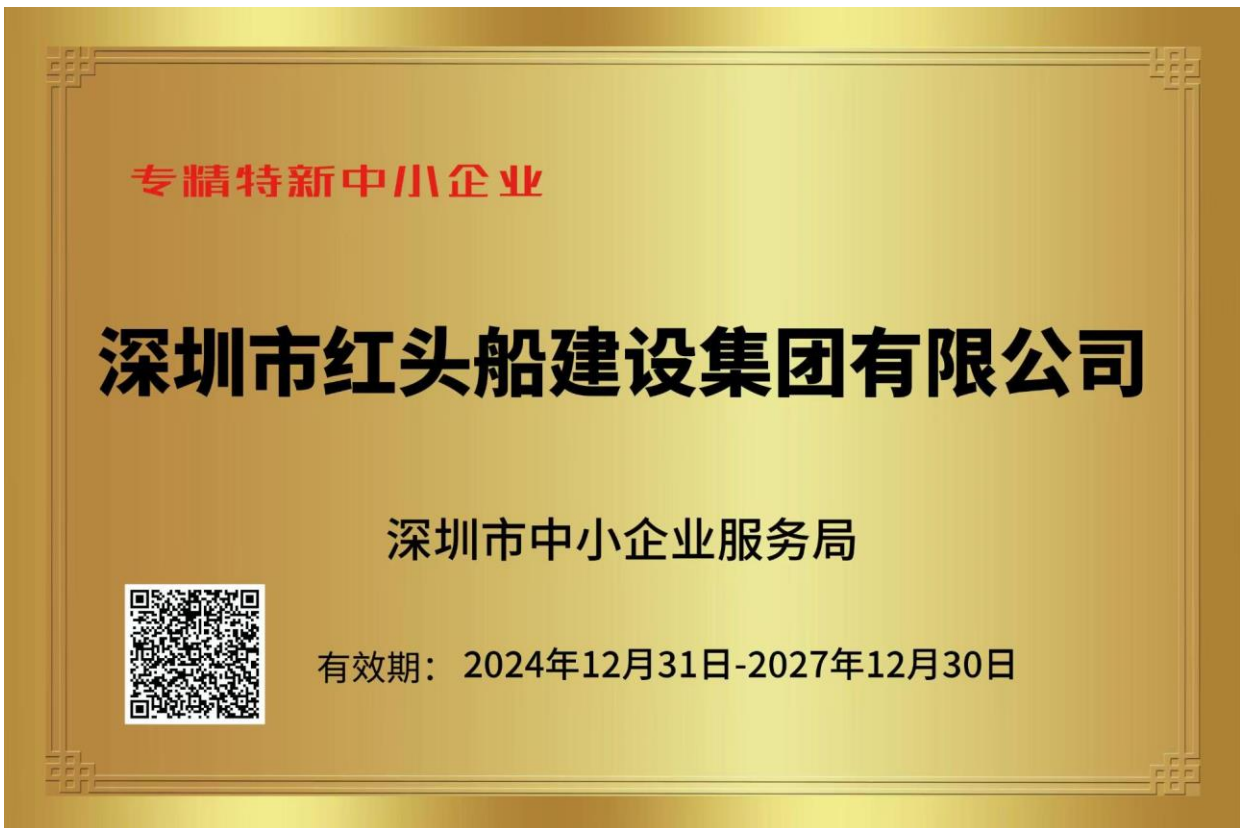 专精特新中小企业
深圳市红头船建设集团有限公司
深圳市中小企业服务局
有效期： 2024年12月31日-2027年12月30日